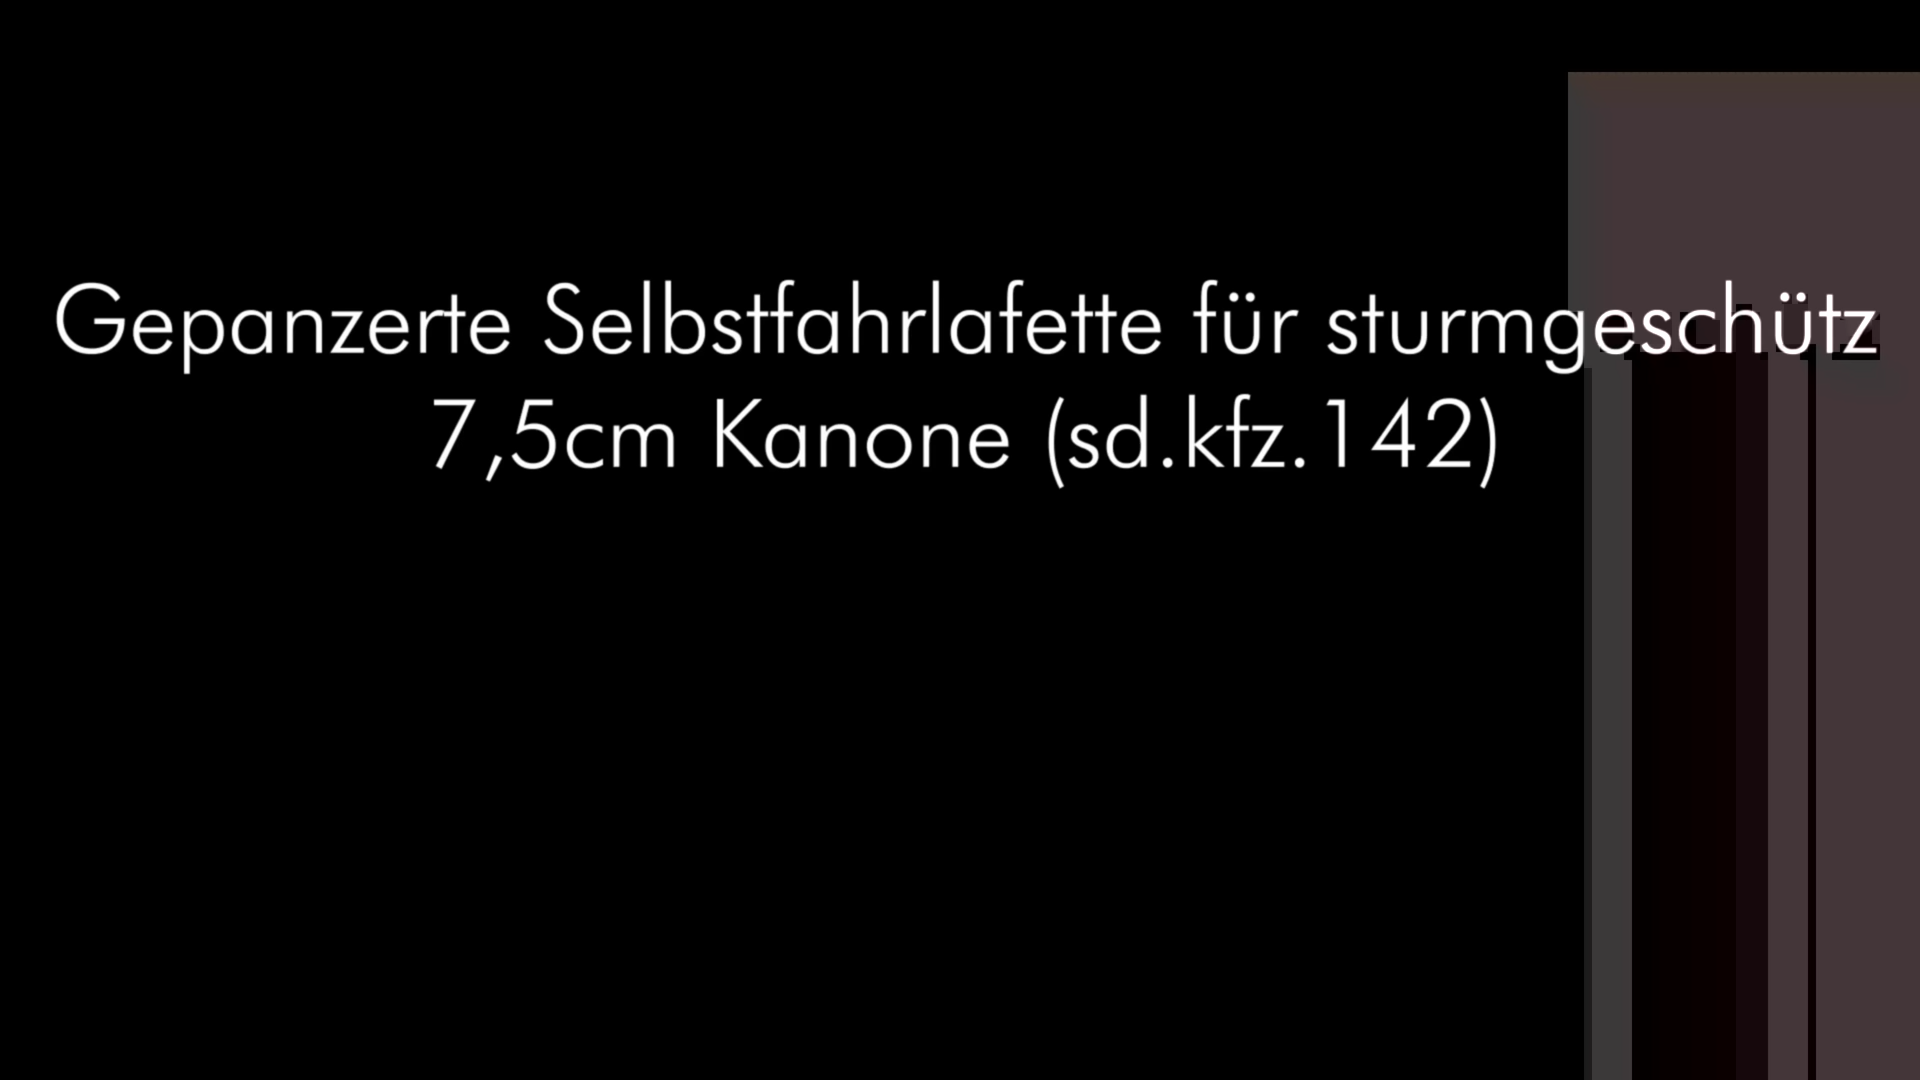 Gepanzerte Selbstfahrlafette für sturmgeschütz
7,5cm Kanone (sd.kfz.142)